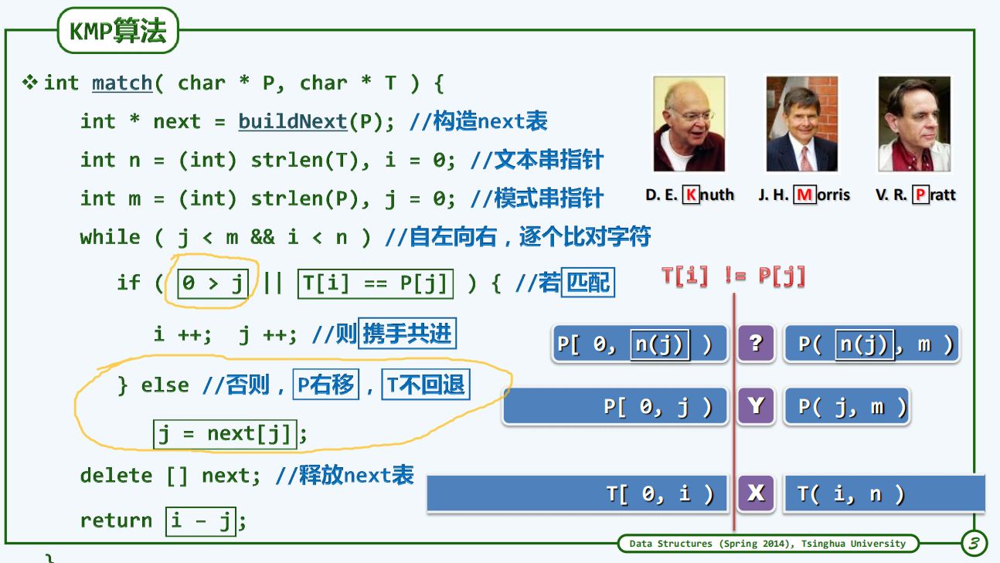 KMP算法
❖ int match( char * P, char * T ) {
int * next = buildNext(P); //构造next表
int n = (int) strlen(T), i = 0; //文本串指针
int m = (int) strlen(P), j = 0; //模式串指针
while ( j < m && i < n ) //自左向右，逐个比对字符
if ( 0 > j || T[i] == P[j] ) { //若匹配
i ++; j ++; //则携手共进
} else //否则，P右移，T不回退
j = next[j];
delete [] next; //释放next表
return i - j;
}
D. E. Knuth
J. H. Morris
V. R. Pratt
T[i] != P[j]
P[ 0, n(j) ) ? P( n(j), m )
P[ 0, j ) Y P( j, m )
T[ 0, i ) X T( i, n )
Data Structures (Spring 2014), Tsinghua University
3